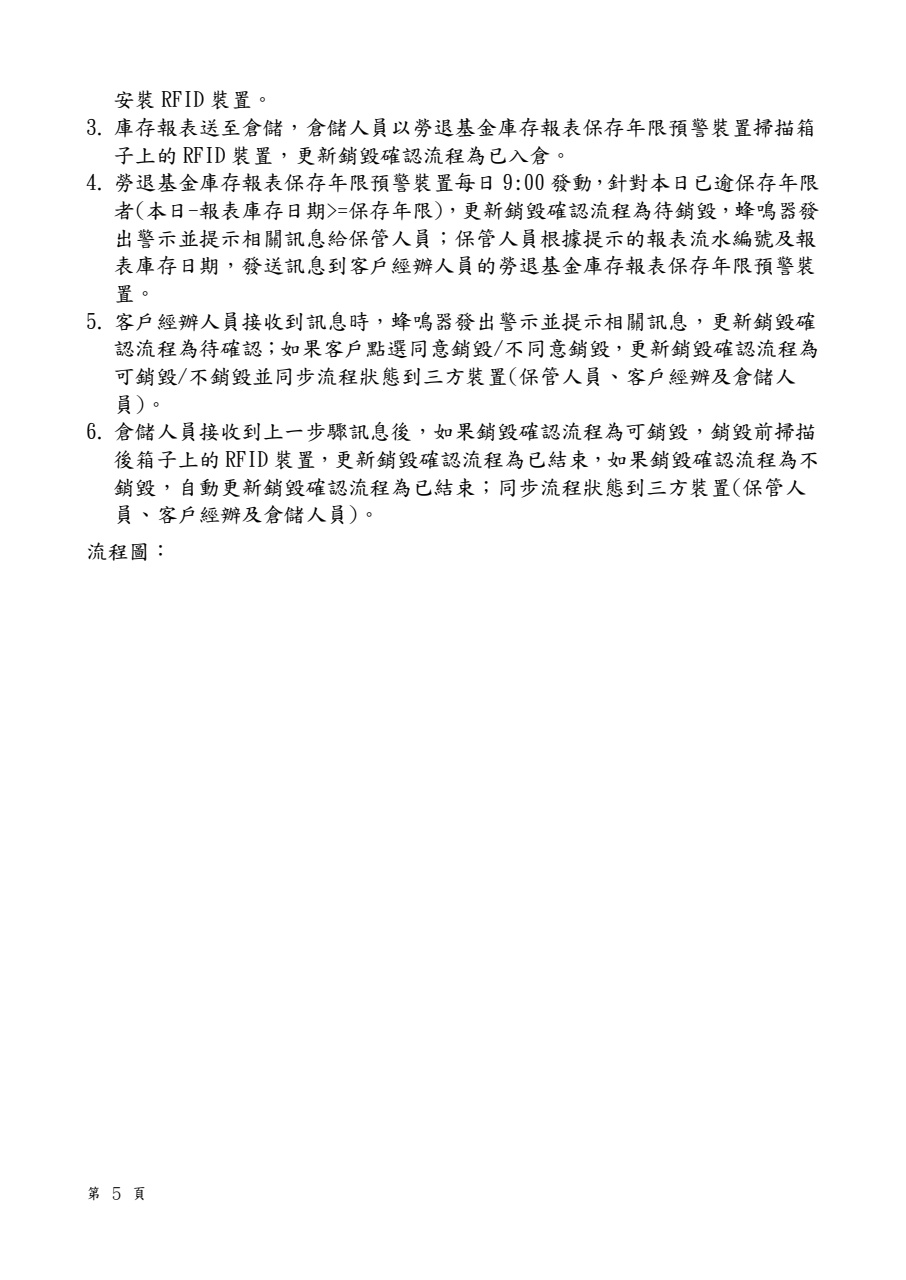 安裝 RFID 裝置。
3. 庫存報表送至倉儲，倉儲人員以勞退基金庫存報表保存年限預警裝置掃描箱
子上的 RFID 裝置，更新銷毀確認流程為已入倉。
4. 勞退基金庫存報表保存年限預警裝置每日 9:00 發動，針對本日已逾保存年限
者(本日-報表庫存日期>=保存年限)，更新銷毀確認流程為待銷毀，蜂鳴器發
出警示並提示相關訊息給保管人員；保管人員根據提示的報表流水編號及報
表庫存日期，發送訊息到客戶經辦人員的勞退基金庫存報表保存年限預警裝
置。
5. 客戶經辦人員接收到訊息時，蜂鳴器發出警示並提示相關訊息，更新銷毀確
認流程為待確認；如果客戶點選同意銷毀/不同意銷毀，更新銷毀確認流程為
可銷毀/不銷毀並同步流程狀態到三方裝置(保管人員、客戶經辦及倉儲人
員)。
6. 倉儲人員接收到上一步驟訊息後，如果銷毀確認流程為可銷毀，銷毀前掃描
後箱子上的 RFID 裝置，更新銷毀確認流程為已結束，如果銷毀確認流程為不
銷毀，自動更新銷毀確認流程為已結束；同步流程狀態到三方裝置(保管人
員、客戶經辦及倉儲人員)。
流程圖：
第 5 頁